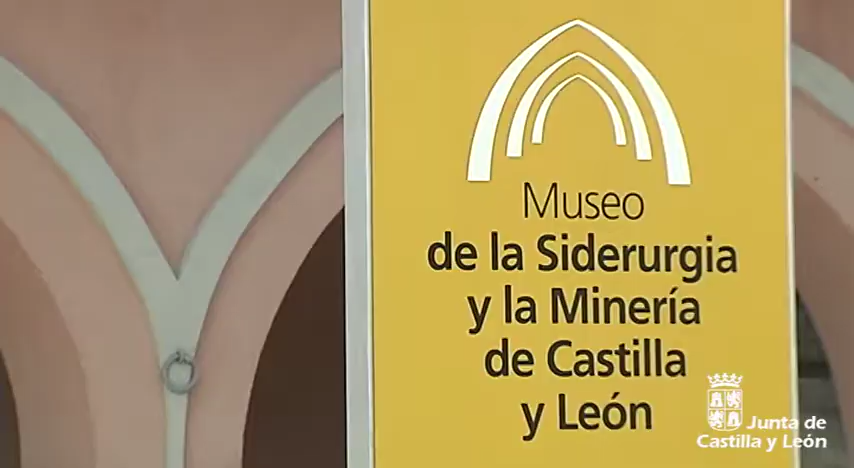 Museo
de la Siderurgia
y la Minería
de Castilla
y León
Junta de
Castilla y León